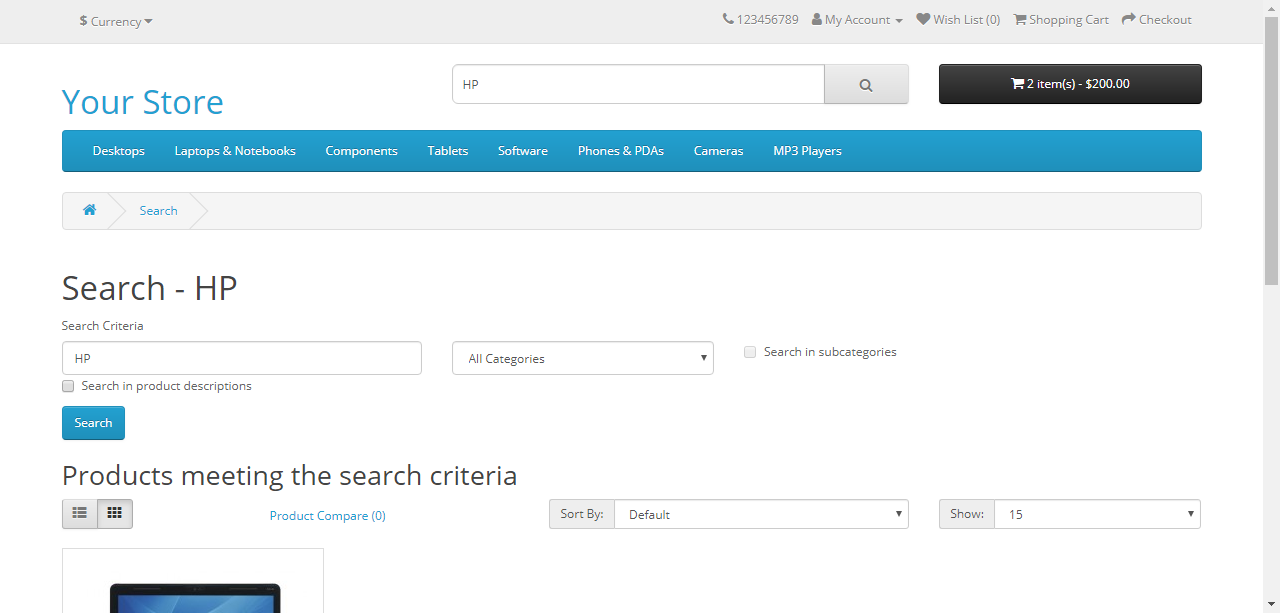 $ Currency
123456789 My Account Wish List (0) Shopping Cart Checkout
Your Store
HP
2 item(s) - $200.00
Desktops Laptops & Notebooks Components Tablets Software Phones & PDAs Cameras MP3 Players
Search
Search - HP
Search Criteria
HP All Categories Search in subcategories
Search in product descriptions
Search
Products meeting the search criteria
Product Compare (0) Sort By: Default Show: 15